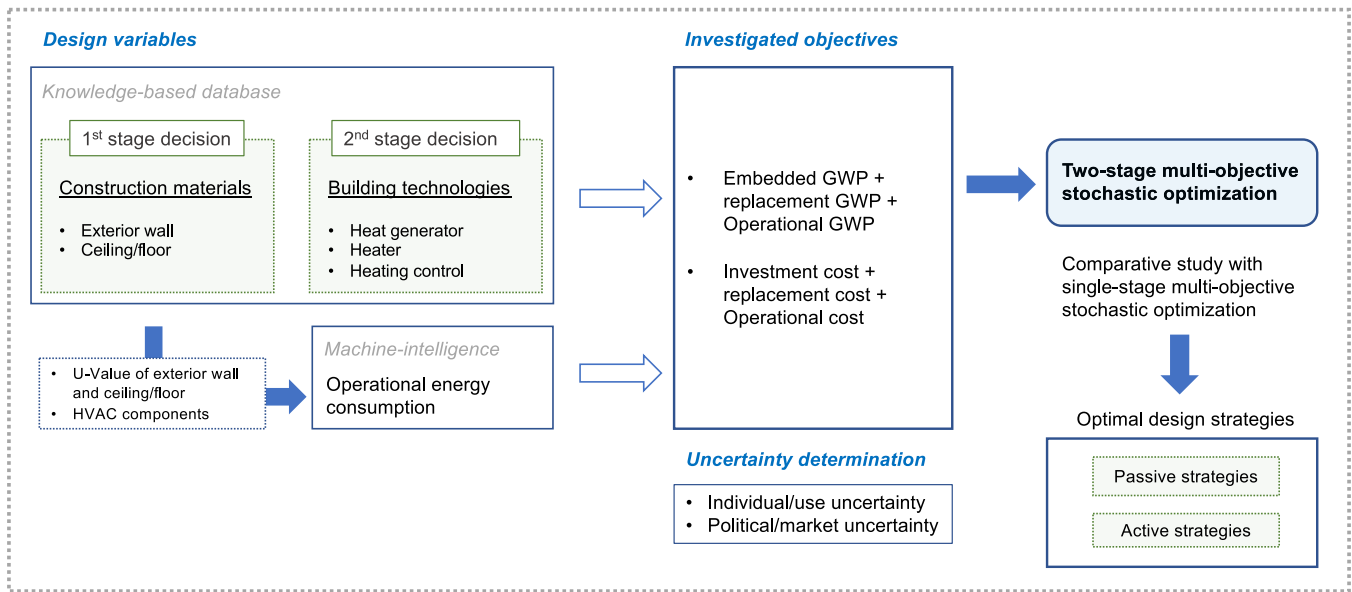 Design variables
Knowledge-based database
1st stage decision
Construction materials
• Exterior wall
• Ceiling/floor
2nd stage decision
Building technologies
• Heat generator
• Heater
• Heating control
• U-Value of exterior wall
and ceiling/floor
• HVAC components
Machine-intelligence
Operational energy
consumption
Investigated objectives
• Embedded GWP +
replacement GWP +
Operational GWP
• Investment cost +
replacement cost +
Operational cost
Uncertainty determination
• Individual/use uncertainty
• Political/market uncertainty
Two-stage multi-objective
stochastic optimization
Comparative study with
single-stage multi-objective
stochastic optimization
Optimal design strategies
Passive strategies
Active strategies